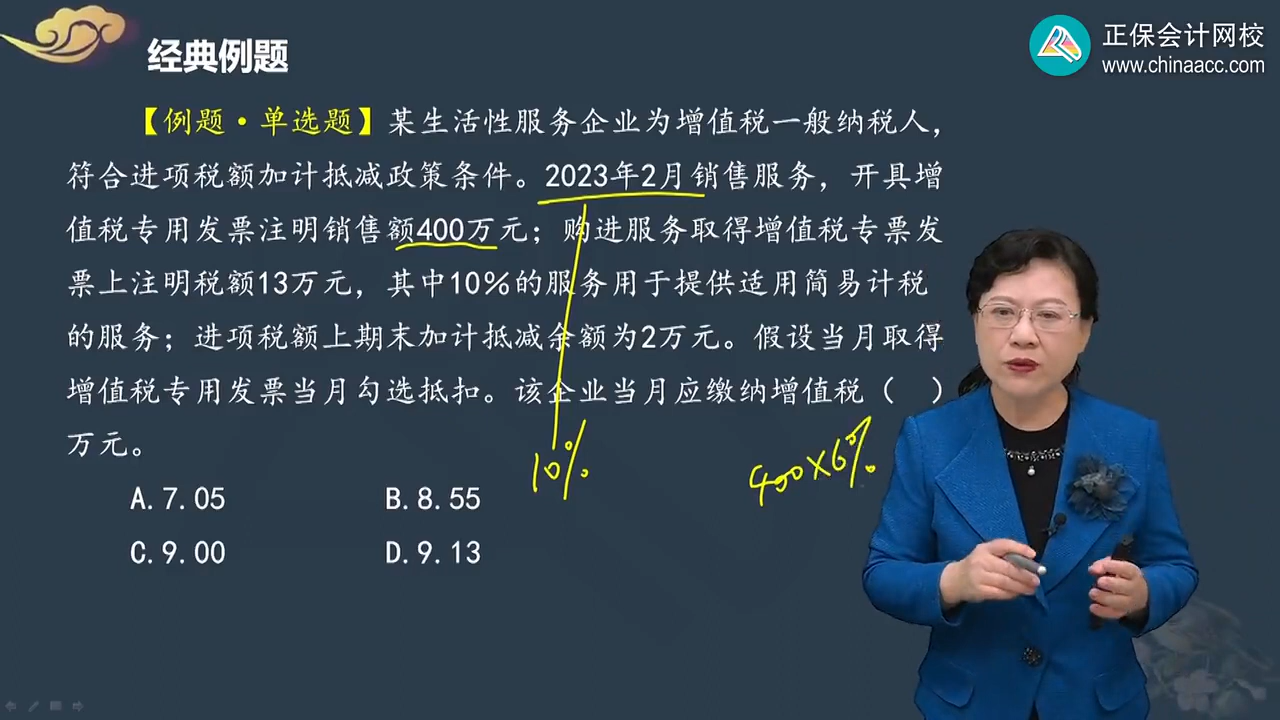 经典例题
正保会计网校
www.chinaacc.com
【例题·单选题】某生活性服务企业为增值税一般纳税人，
符合进项税额加计抵减政策条件。2023年2月销售服务，开具增
值税专用发票注明销售额400万元；购进服务取得增值税专票发
票上注明税额13万元，其中10%的服务用于提供适用简易计税
的服务；进项税额上期末加计抵减余额为2万元。假设当月取得
增值税专用发票当月勾选抵扣。该企业当月应缴纳增值税（ ）
万元。
10%
400×6%
A.7.05 B.8.55
C.9.00 D.9.13